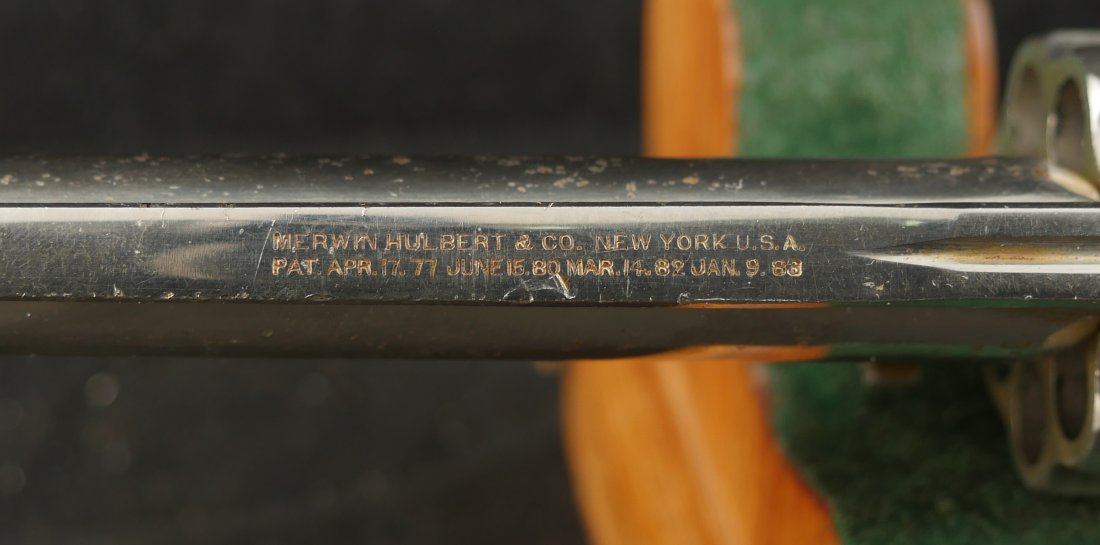 MERWIN HULBERT & CO. NEW YORK U.S.A.
PAT. APR. 17. 77 JUNE 15. 80 MAR. 14. 82 JAN. 9. 83